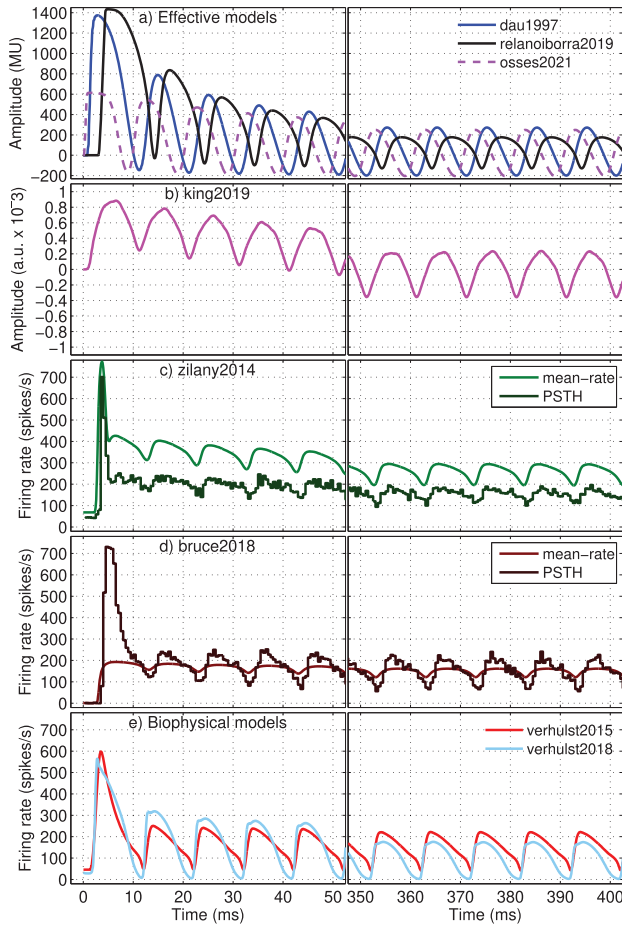 a) Effective models
dau1997
relanoiborra2019
osses2021
Amplitude (MU)
1400
1200
1000
800
600
400
200
0
−200
b) king2019
Amplitude (a.u. x 10^−3)
1
0.8
0.6
0.4
0.2
0
−0.2
−0.4
−0.6
−0.8
−1
c) zilany2014
mean−rate
PSTH
Firing rate (spikes/s)
700
600
500
400
300
200
100
0
d) bruce2018
mean−rate
PSTH
Firing rate (spikes/s)
700
600
500
400
300
200
100
0
e) Biophysical models
verhulst2015
verhulst2018
Firing rate (spikes/s)
700
600
500
400
300
200
100
0
0 10 20 30 40 50 350 360 370 380 390 400
Time (ms) Time (ms)